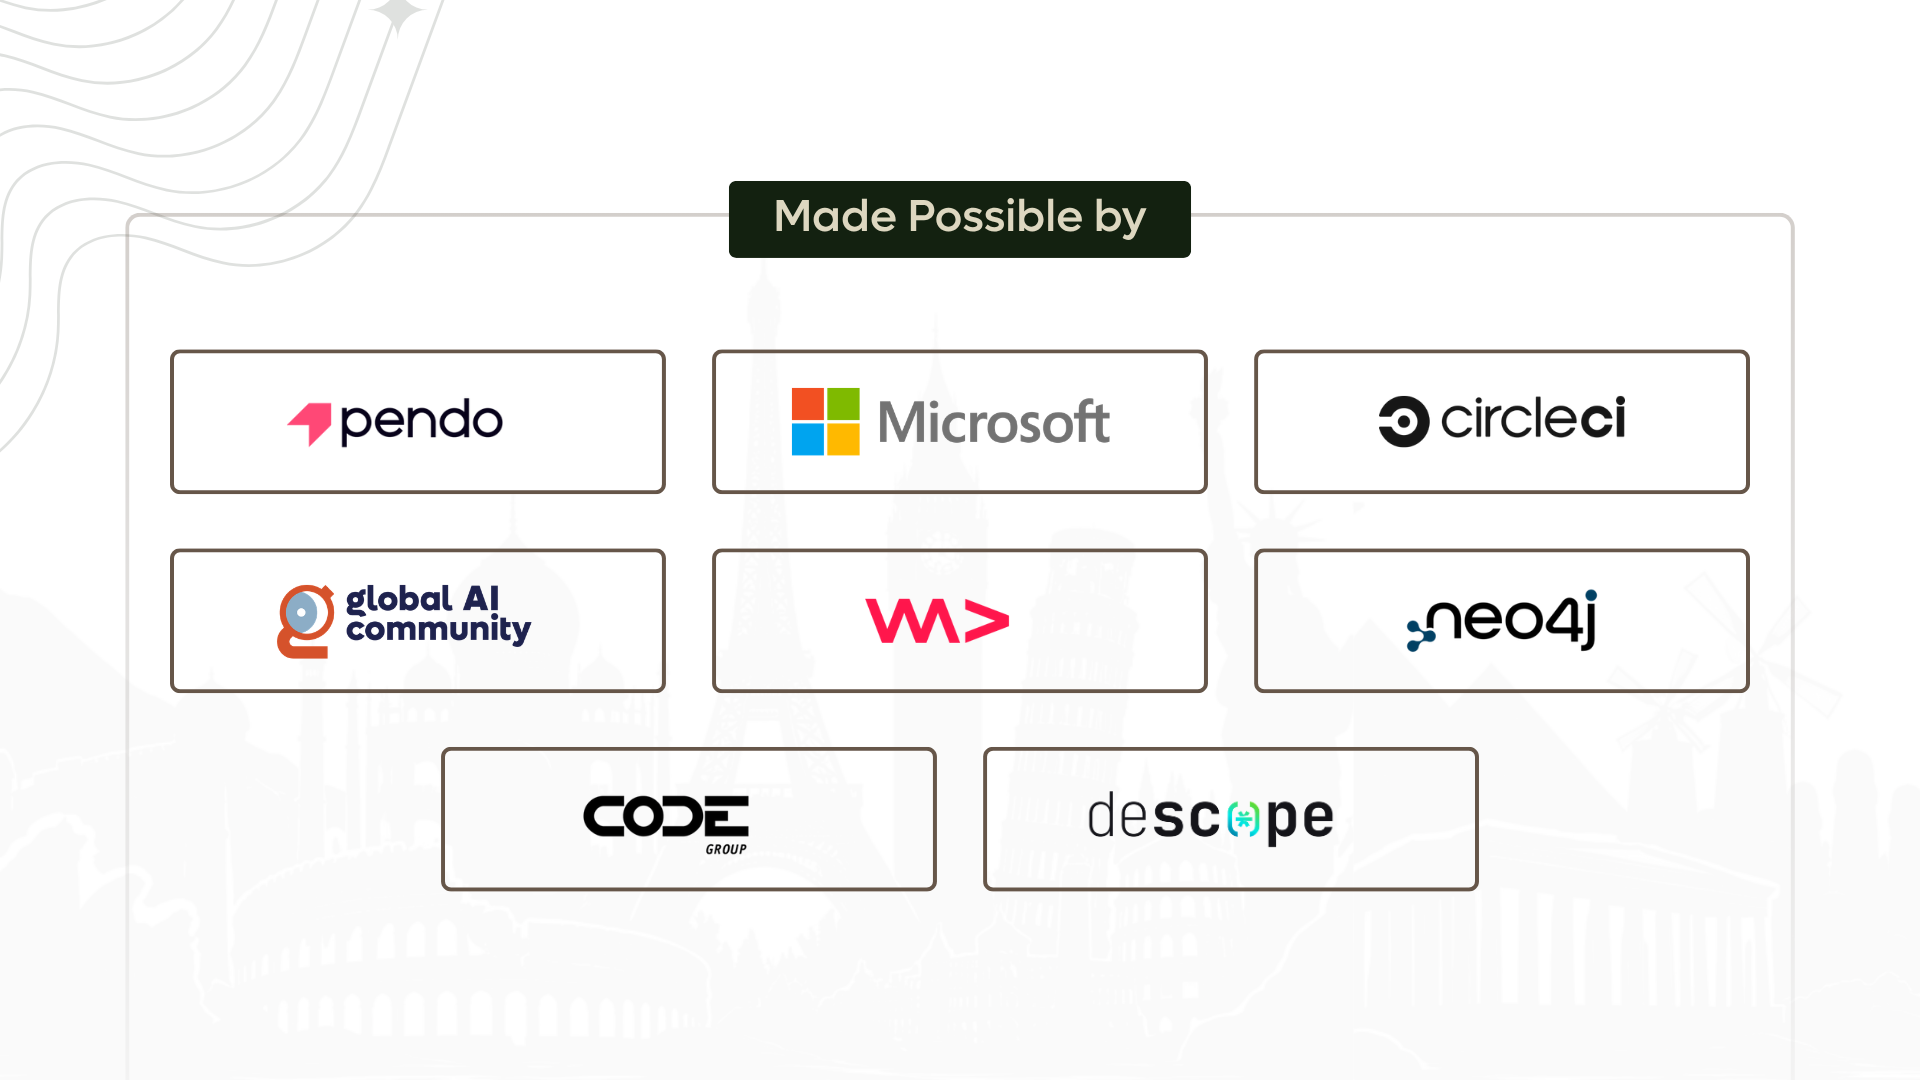 Made Possible by
pendo
Microsoft
circleci
global AI
community
neo4j
CODE
GROUP
descope